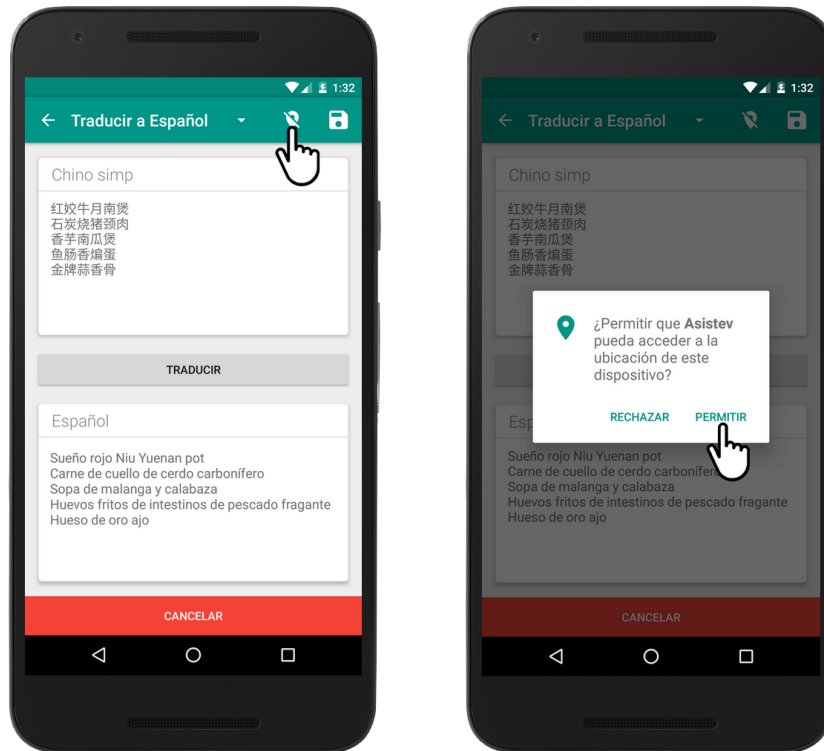 1:32
Traducir a Español
Chino simp
红姣牛月南煲
石炭烧猪颈肉
香芋南瓜煲
鱼肠香煸蛋
金牌蒜香骨
TRADUCIR
Español
Sueño rojo Niu Yuenan pot
Carne de cuello de cerdo carbonífero
Sopa de malanga y calabaza
Huevos fritos de intestinos de pescado fragante
Hueso de oro ajo
CANCELAR
1:32
Traducir a Español
Chino simp
红姣牛月南煲
石炭烧猪颈肉
香芋南瓜煲
鱼肠香煸蛋
金牌蒜香骨
¿Permitir que Asistev
pueda acceder a la
ubicación de este
dispositivo?
RECHAZAR PERMITIR
Esp
Sueño rojo Niu Yuenan pot
Carne de cuello de cerdo carbonífero
Sopa de malanga y calabaza
Huevos fritos de intestinos de pescado fragante
Hueso de oro ajo
CANCELAR